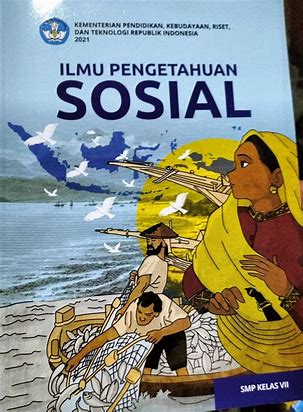 KEMENTERIAN PENDIDIKAN, KEBUDAYAAN, RISET,
DAN TEKNOLOGI REPUBLIK INDONESIA
2021
ILMU PENGETAHUAN
SOSIAL
SMP KELAS VII